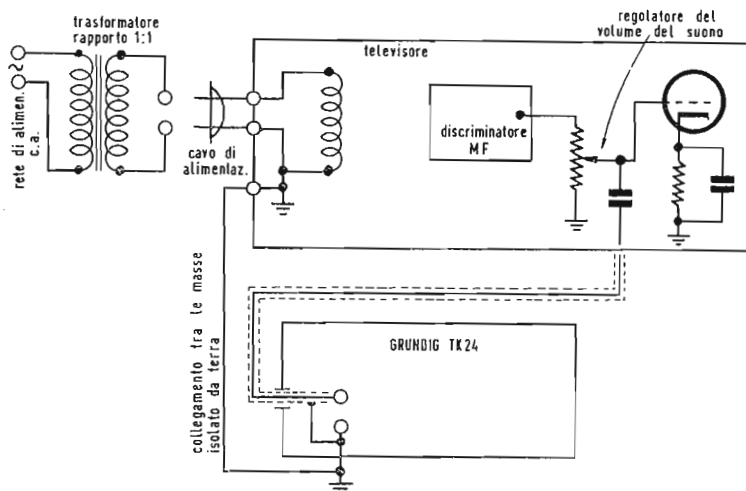 trasformatore
rapporto 1:1
rete di alimen.
c.a.
cavo di
alimentaz.
televisore
regolatore del
volume del suono
discriminatore
MF
collegamento tra le masse
isolato da terra
GRUNDIG TK24